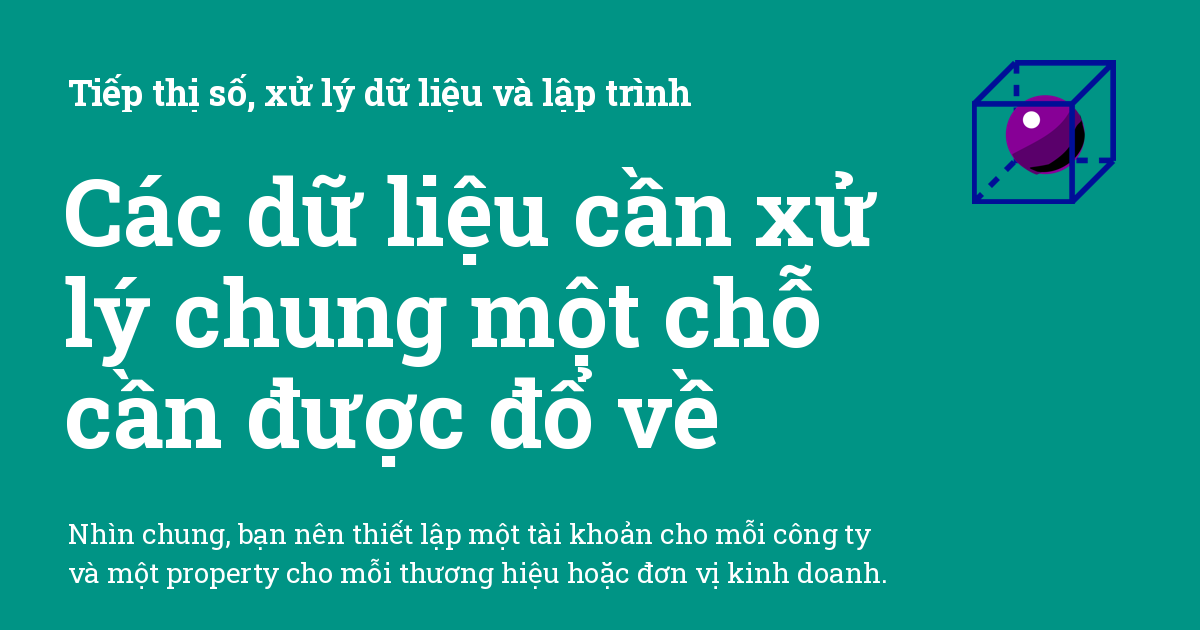 Tiếp thị số, xử lý dữ liệu và lập trình
Các dữ liệu cần xử
lý chung một chỗ
cần được đổ về
Nhìn chung, bạn nên thiết lập một tài khoản cho mỗi công ty
và một property cho mỗi thương hiệu hoặc đơn vị kinh doanh.